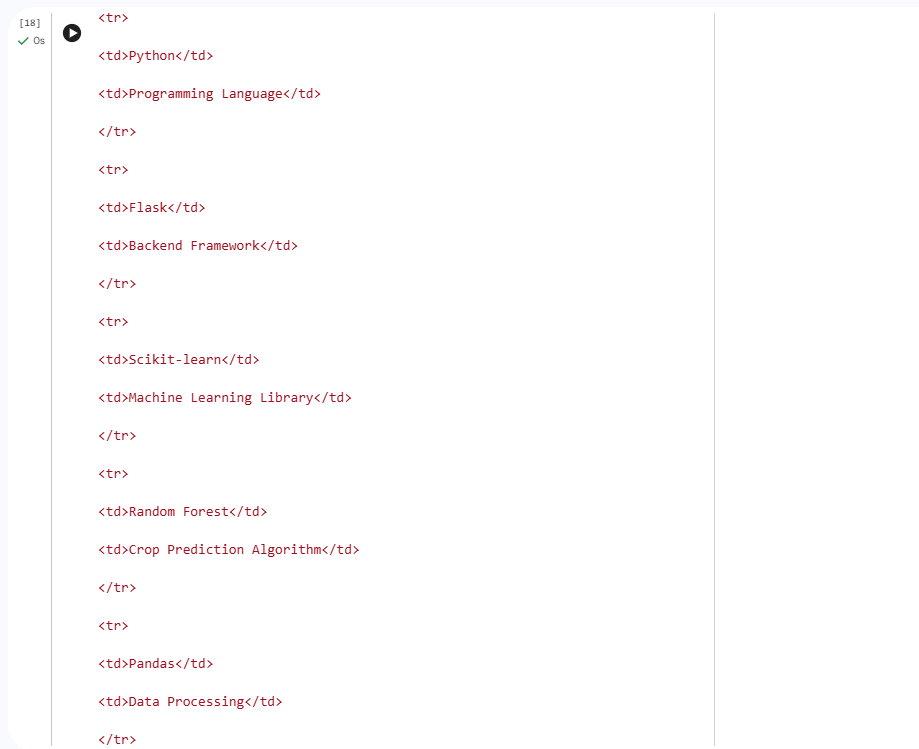 [18]
0s
<tr>
<td>Python</td>
<td>Programming Language</td>
</tr>
<tr>
<td>Flask</td>
<td>Backend Framework</td>
</tr>
<tr>
<td>Scikit-learn</td>
<td>Machine Learning Library</td>
</tr>
<tr>
<td>Random Forest</td>
<td>Crop Prediction Algorithm</td>
</tr>
<tr>
<td>Pandas</td>
<td>Data Processing</td>
</tr>